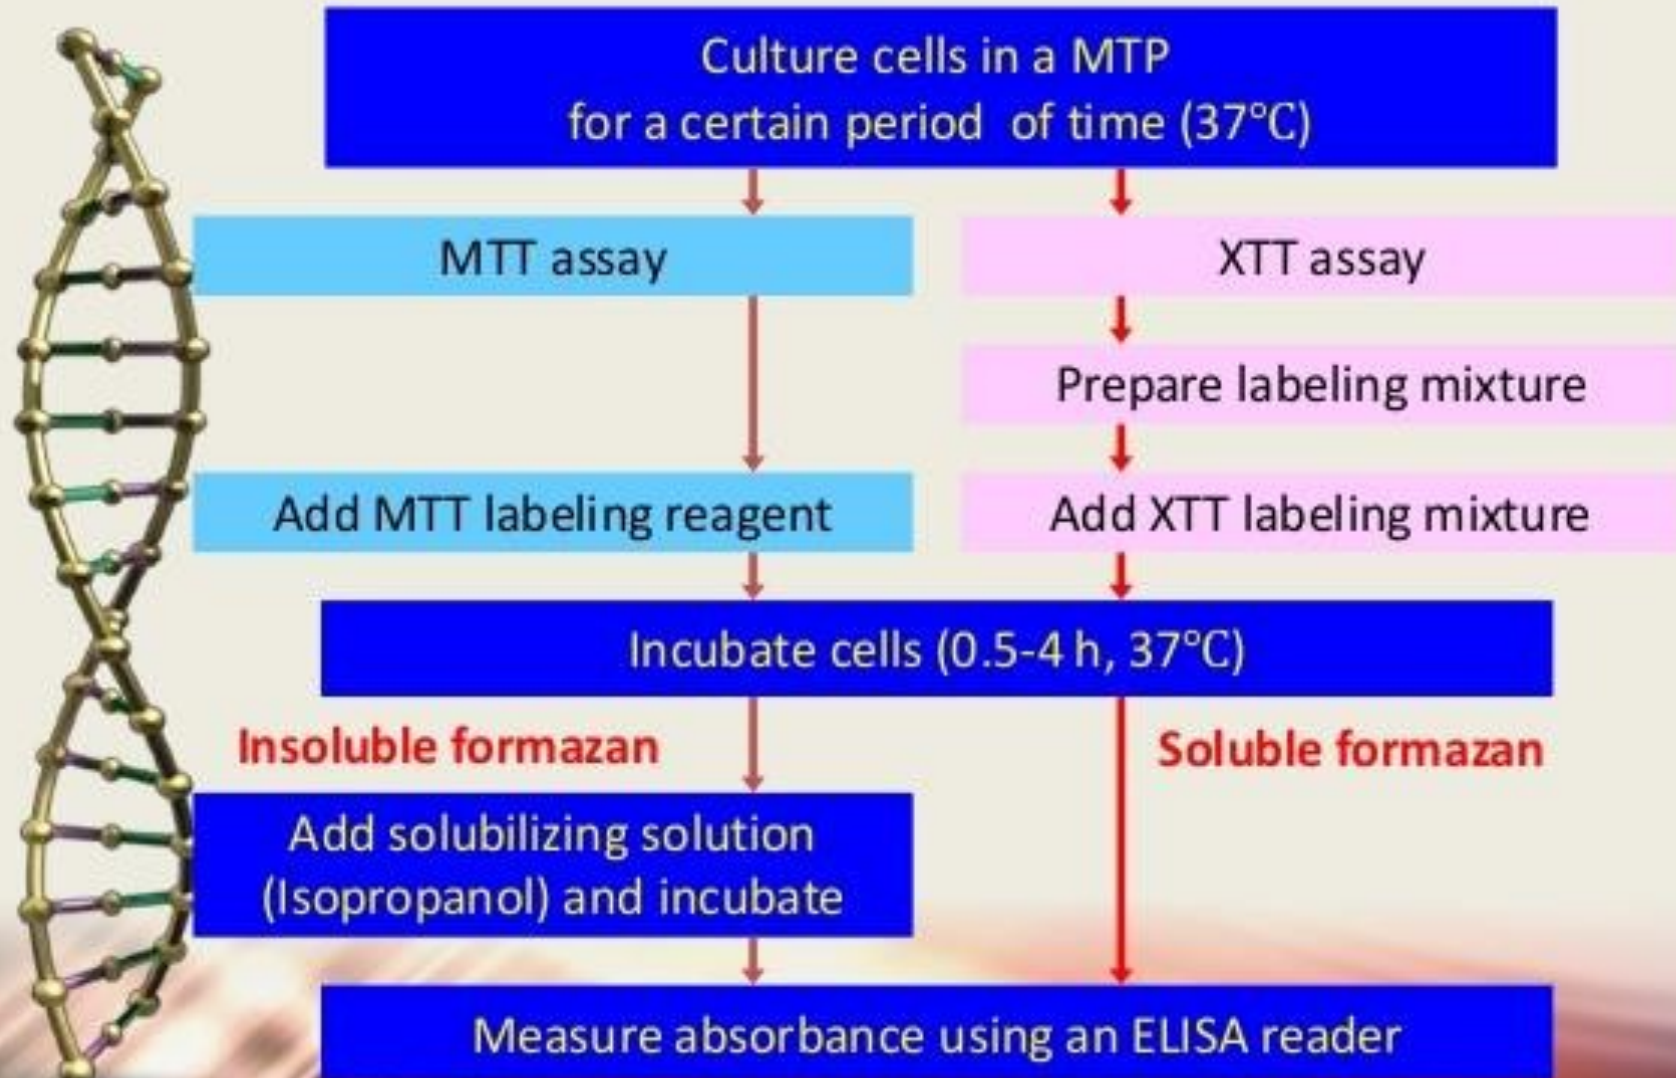 Culture cells in a MTP
for a certain period of time (37°C)
MTT assay
XTT assay
Prepare labeling mixture
Add MTT labeling reagent
Add XTT labeling mixture
Incubate cells (0.5-4 h, 37°C)
Insoluble formazan
Soluble formazan
Add solubilizing solution
(Isopropanol) and incubate
Measure absorbance using an ELISA reader